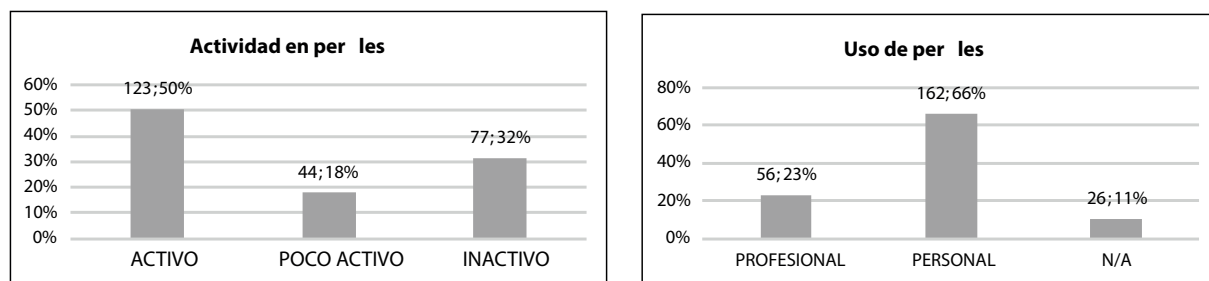 Actividad en per les
60%
50%
40%
30%
20%
10%
0%
123;50%
44;18%
77;32%
ACTIVO
POCO ACTIVO
INACTIVO
Uso de per les
80%
60%
40%
20%
0%
56;23%
162;66%
26;11%
PROFESIONAL
PERSONAL
N/A